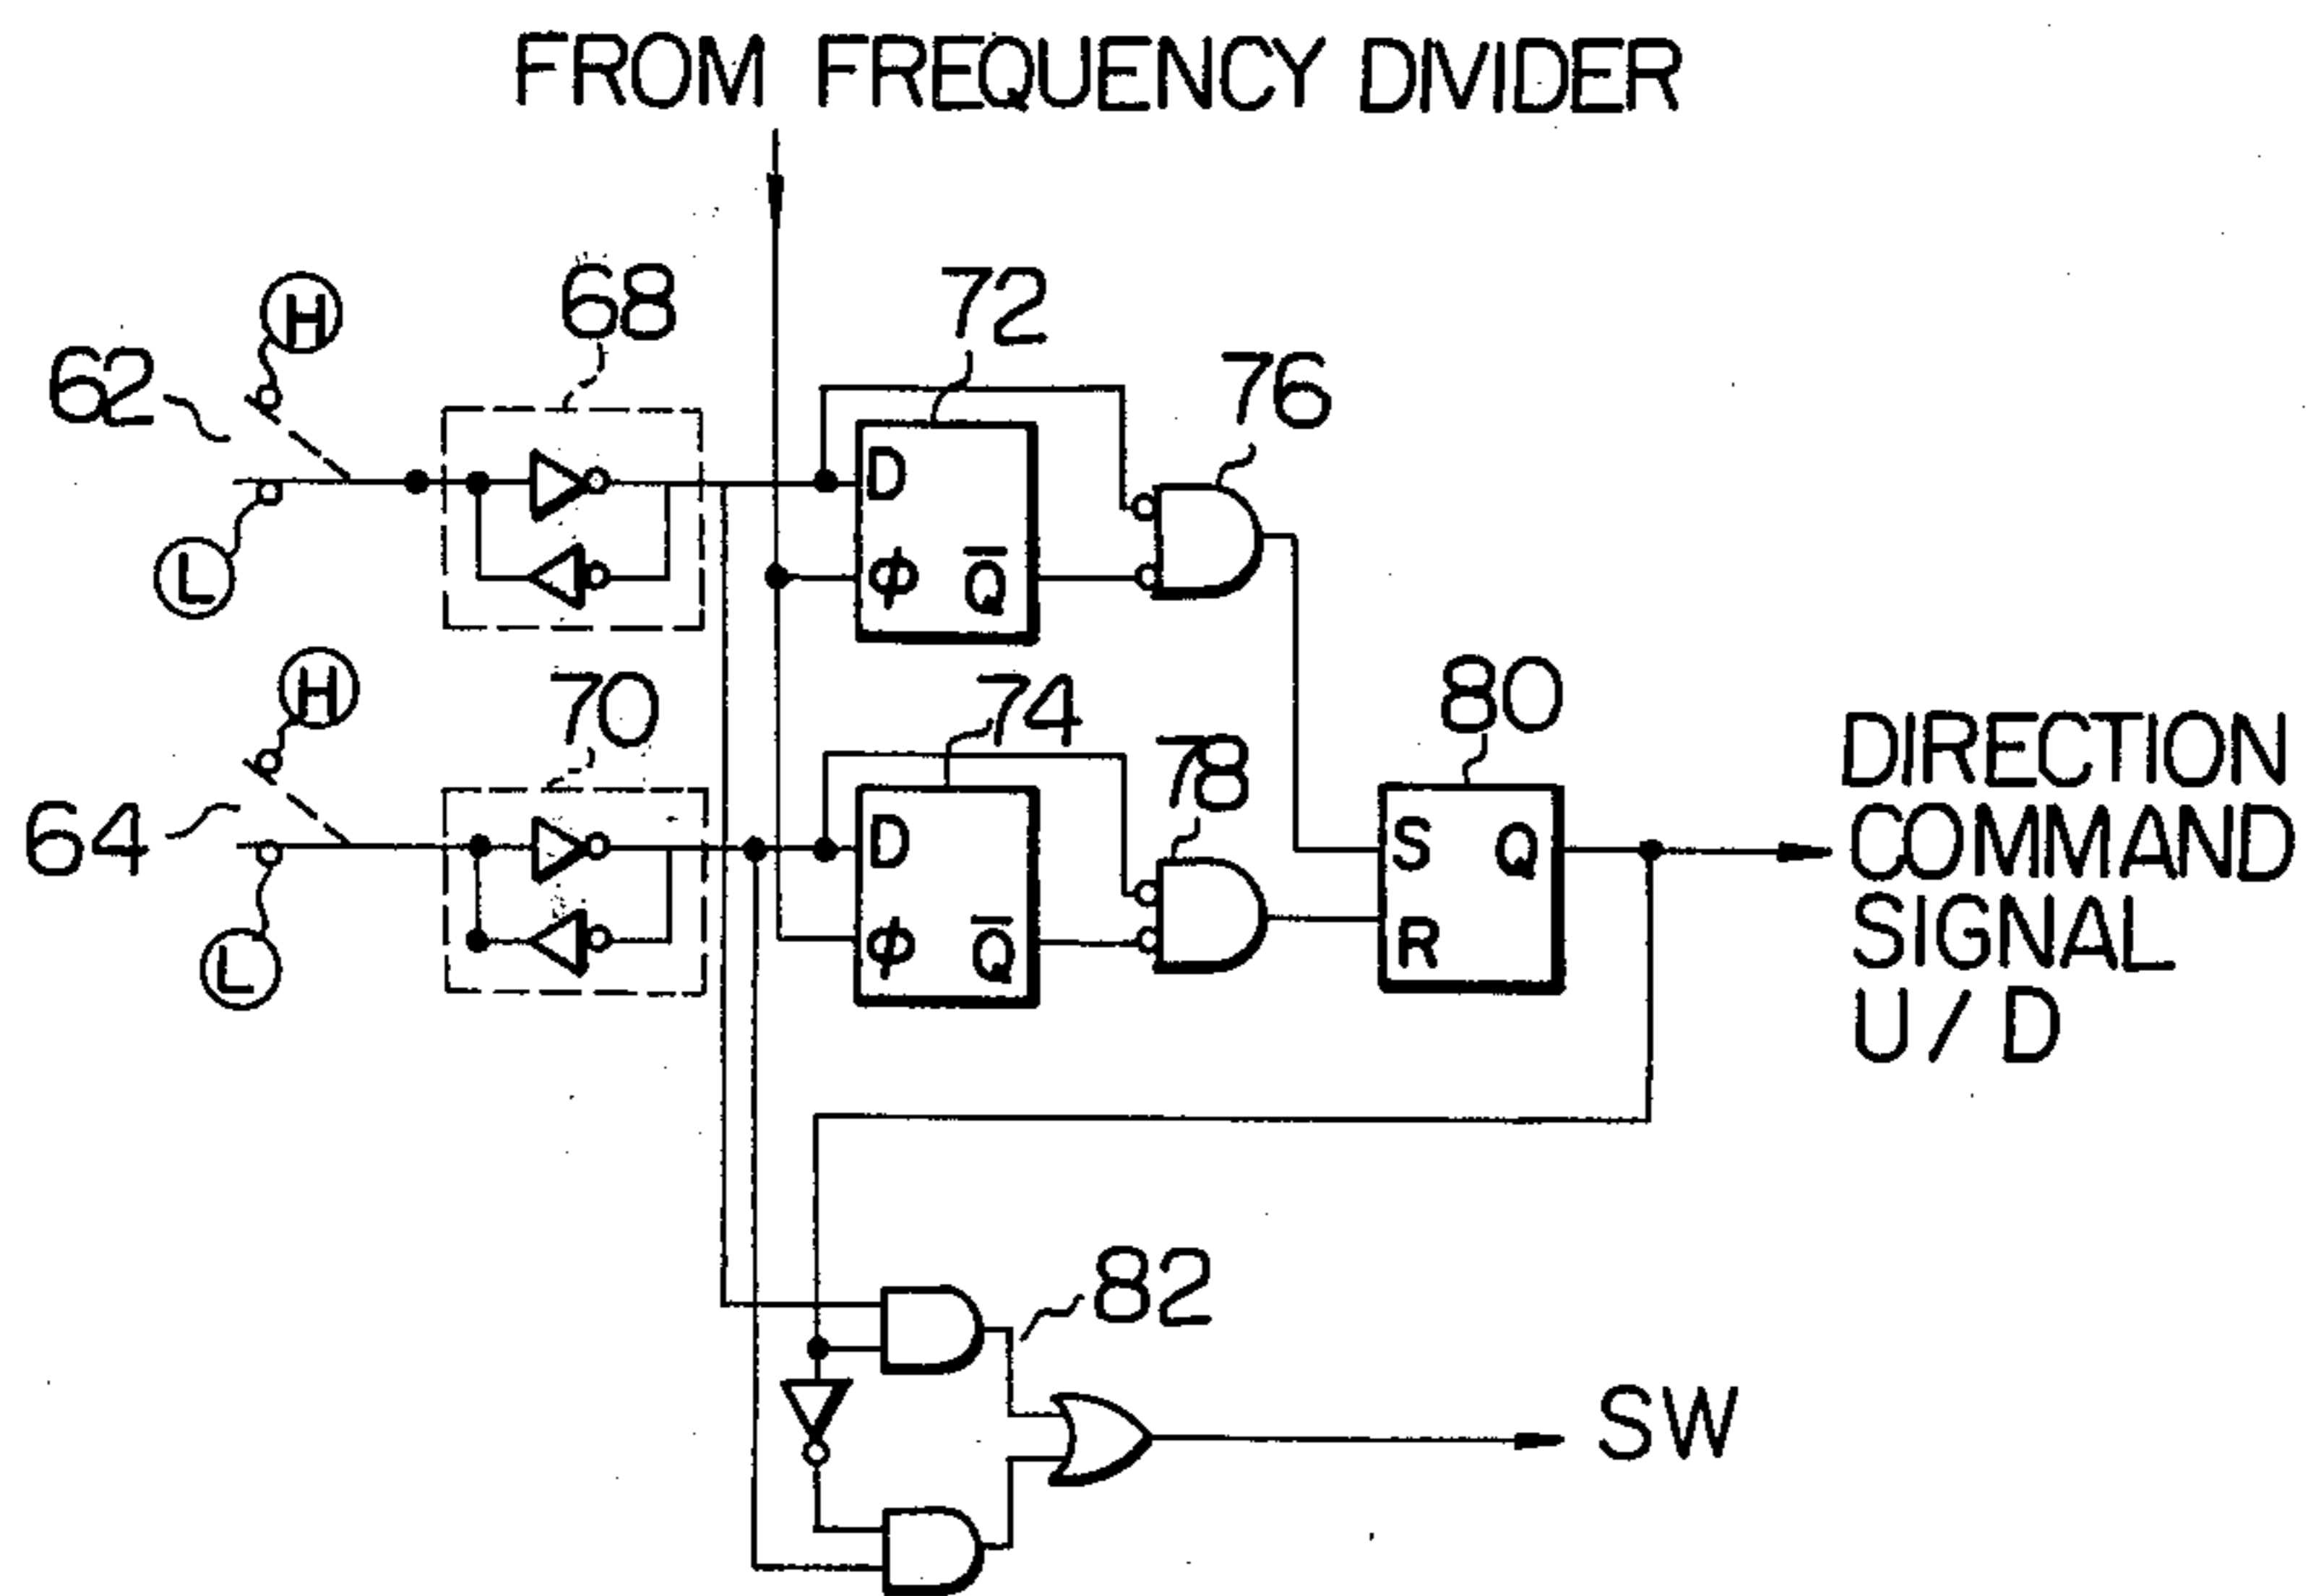 FROM FREQUENCY DIVIDER
62
H
L
68
72
76
D
φ
Q̅
64
H
L
70
74
78
D
φ
Q̅
80
S
Q
R
DIRECTION
COMMAND
SIGNAL
U/D
82
SW